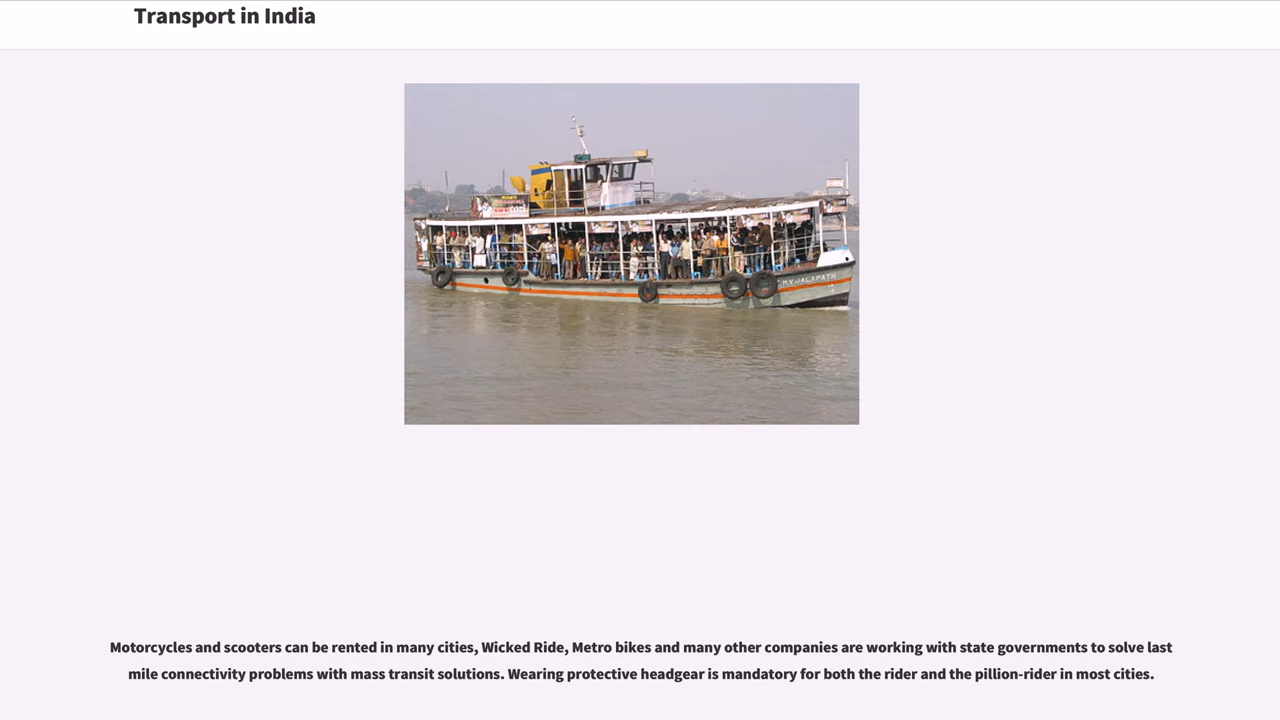 Transport in India
M.V. JALAPATH
Motorcycles and scooters can be rented in many cities, Wicked Ride, Metro bikes and many other companies are working with state governments to solve last
mile connectivity problems with mass transit solutions. Wearing protective headgear is mandatory for both the rider and the pillion-rider in most cities.